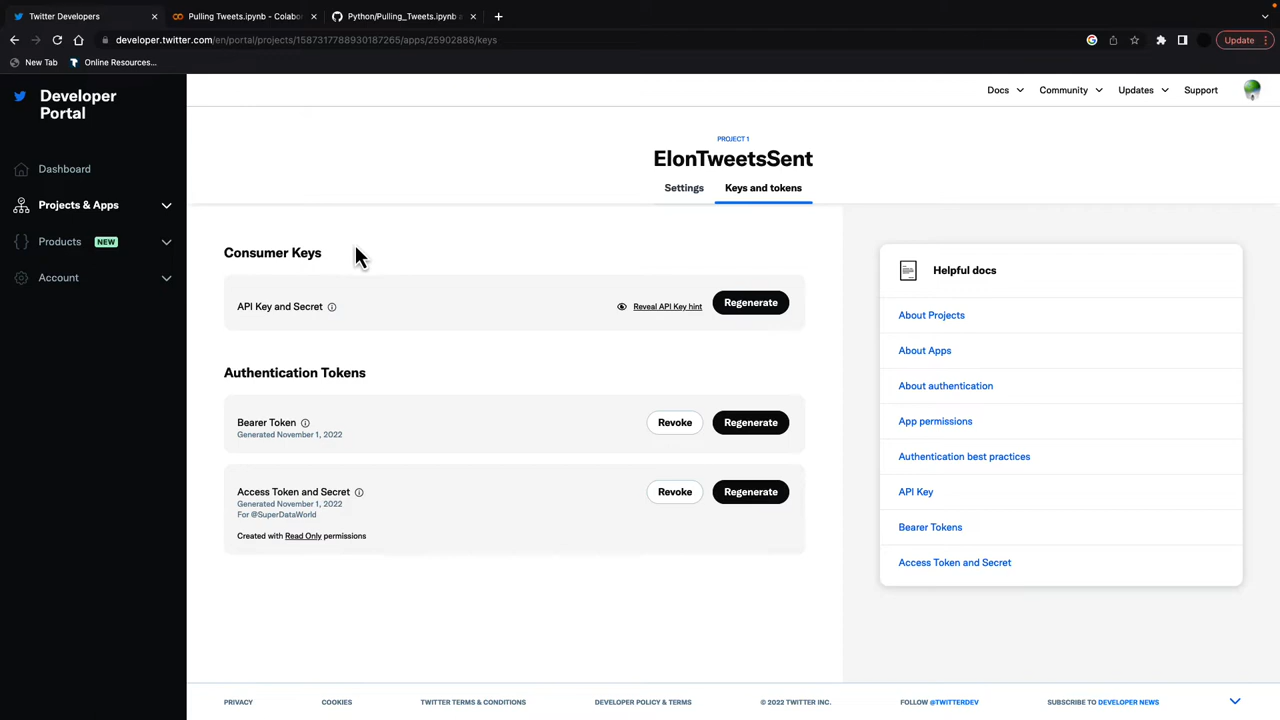 Twitter Developers
Pulling Tweets.ipynb - Colabor
Python/Pulling_Tweets.ipynb a
developer.twitter.com/en/portal/projects/1587317788930187265/apps/25902888/keys
Update
New Tab
Online Resources...
Developer
Portal
Docs
Community
Updates
Support
PROJECT 1
ElonTweetsSent
Settings
Keys and tokens
Dashboard
Projects & Apps
Products NEW
Account
Consumer Keys
API Key and Secret
Reveal API Key hint
Regenerate
Authentication Tokens
Bearer Token
Generated November 1, 2022
Revoke
Regenerate
Access Token and Secret
Generated November 1, 2022
For @SuperDataWorld
Created with Read Only permissions
Revoke
Regenerate
Helpful docs
About Projects
About Apps
About authentication
App permissions
Authentication best practices
API Key
Bearer Tokens
Access Token and Secret
PRIVACY
COOKIES
TWITTER TERMS & CONDITIONS
DEVELOPER POLICY & TERMS
© 2022 TWITTER INC.
FOLLOW @TWITTERDEV
SUBSCRIBE TO DEVELOPER NEWS